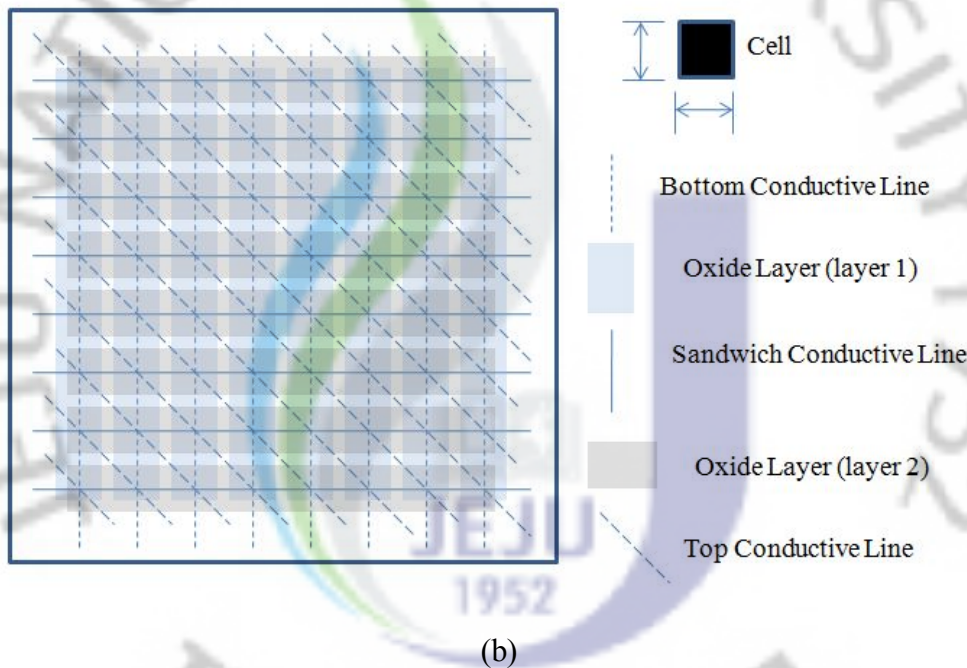 Cell
Bottom Conductive Line
Oxide Layer (layer 1)
Sandwich Conductive Line
Oxide Layer (layer 2)
Top Conductive Line
JEJU
1952
(b)